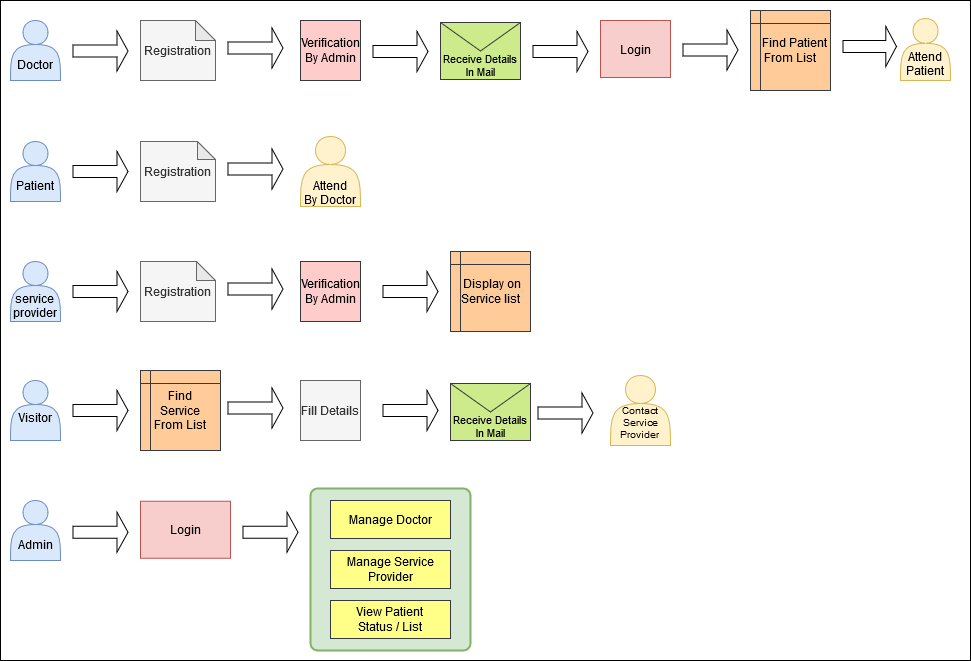 Doctor
Registration
Verification
By Admin
Receive Details
In Mail
Login
Find Patient
From List
Attend
Patient
Patient
Registration
Attend
By Doctor
service
provider
Registration
Verification
By Admin
Display on
Service list
Visitor
Find
Service
From List
Fill Details
Receive Details
In Mail
Contact
Service
Provider
Admin
Login
Manage Doctor
Manage Service
Provider
View Patient
Status / List